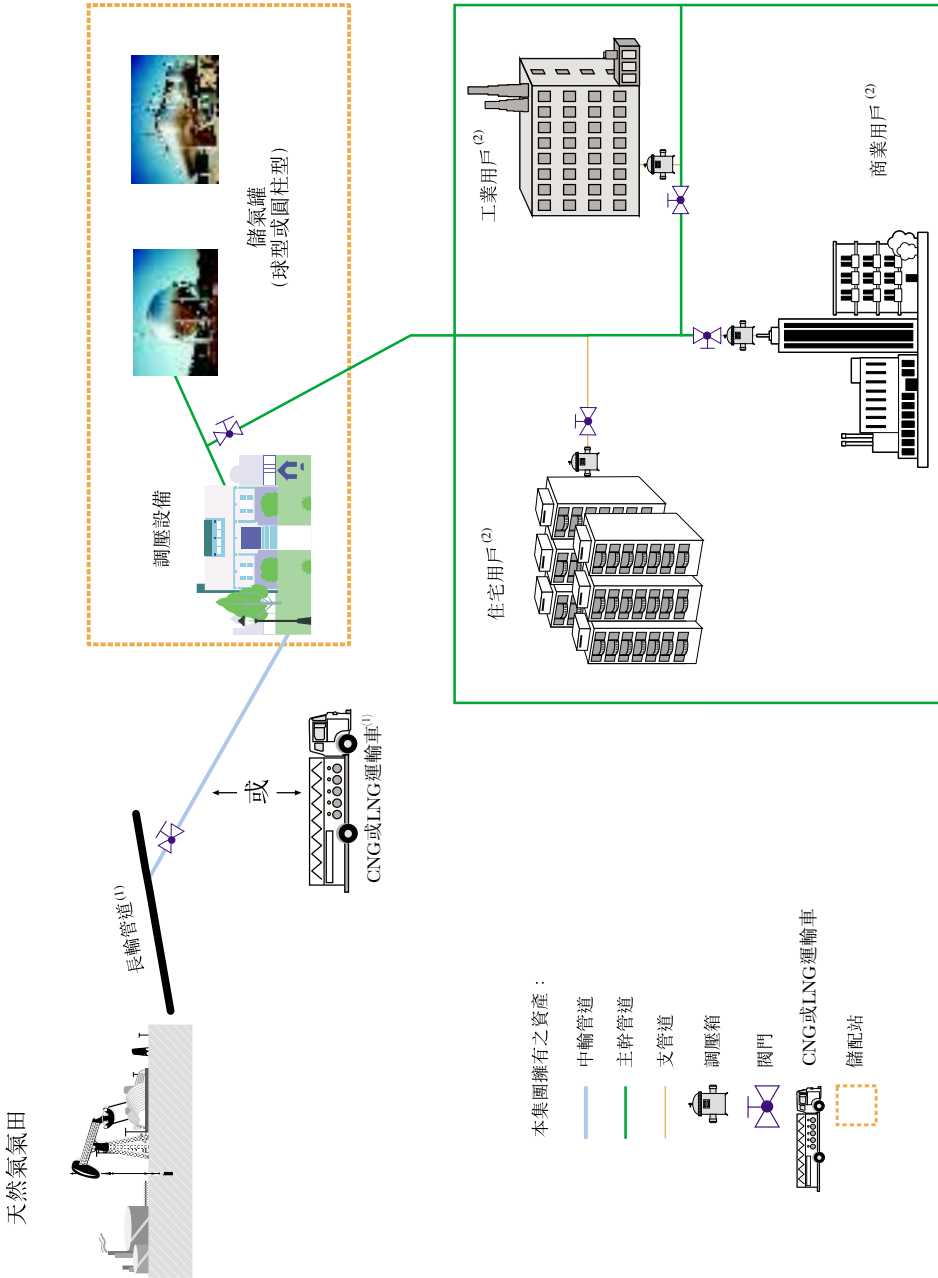 天然氣氣田
長輸管道(1)
或
CNG或LNG運輸車(1)
調壓設備
儲氣罐
(球型或圓柱型)
住宅用戶(2)
工業用戶(2)
商業用戶(2)
本集團擁有之資產：
中輸管道
主幹管道
支管道
調壓箱
閥門
CNG或LNG運輸車
儲配站